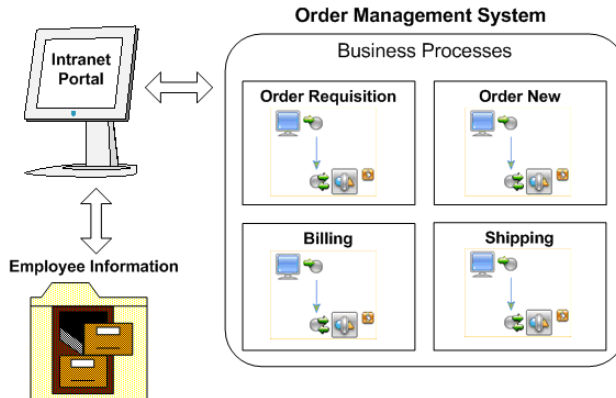 Order Management System
Intranet
Portal
Business Processes
Order Requisition
Order New
Billing
Shipping
Employee Information